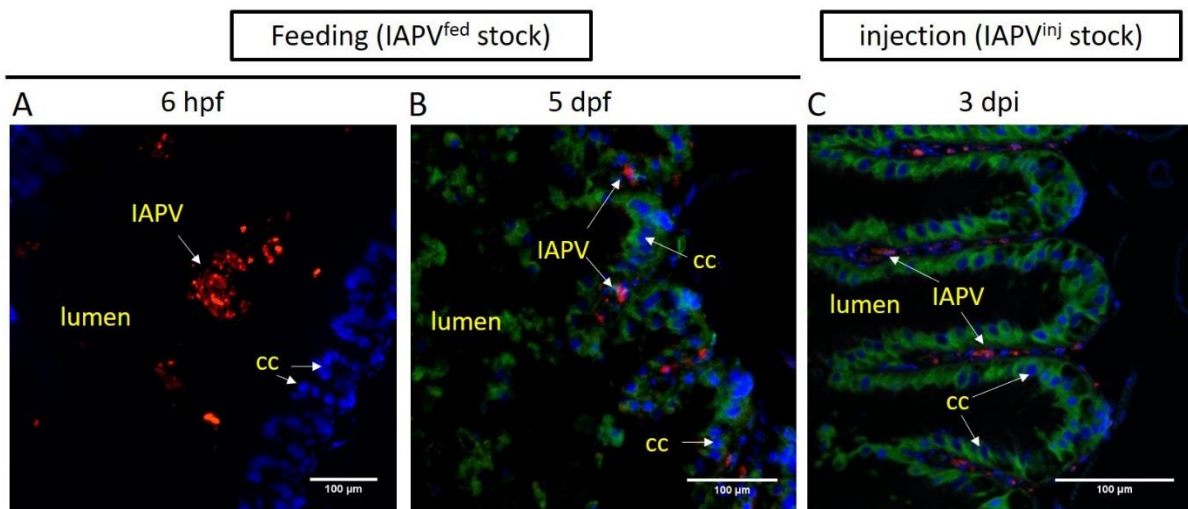 Feeding (IAPVfed stock)
injection (IAPVinj stock)
A 6 hpf
B 5 dpf
C 3 dpi
IAPV
lumen
cc
100 µm
IAPV
cc
lumen
cc
100 µm
IAPV
lumen
cc
100 µm